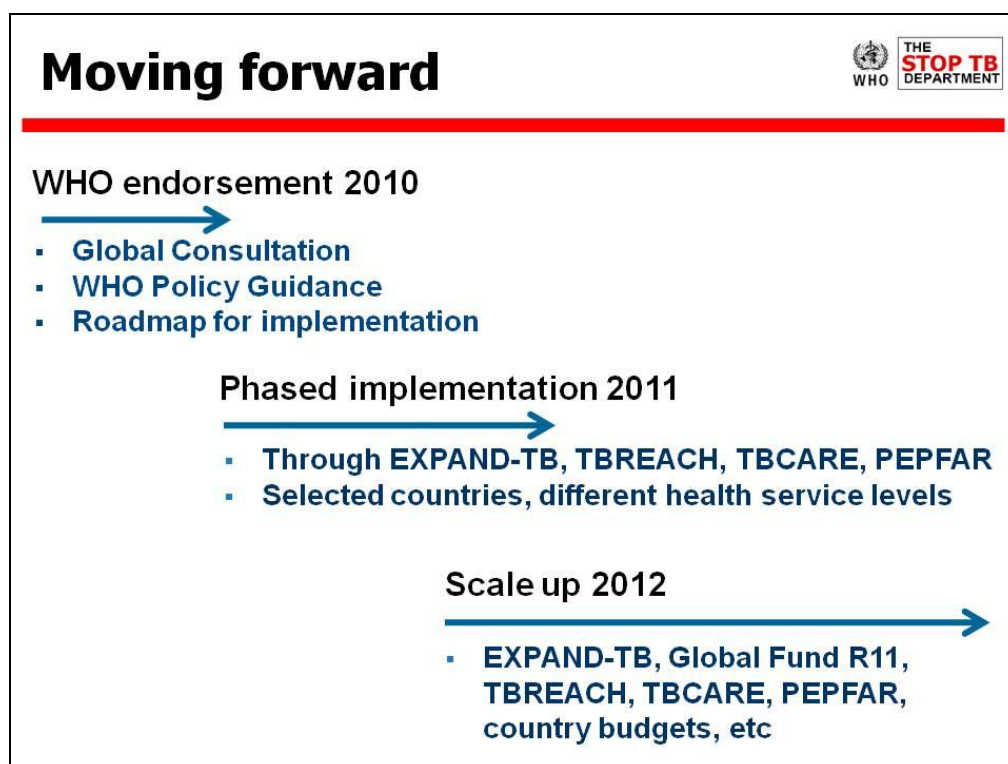 Moving forward
WHO
THE
STOP TB
DEPARTMENT
WHO endorsement 2010
▪ Global Consultation
▪ WHO Policy Guidance
▪ Roadmap for implementation
Phased implementation 2011
▪ Through EXPAND-TB, TBREACH, TBCARE, PEPFAR
▪ Selected countries, different health service levels
Scale up 2012
▪ EXPAND-TB, Global Fund R11,
TBREACH, TBCARE, PEPFAR,
country budgets, etc